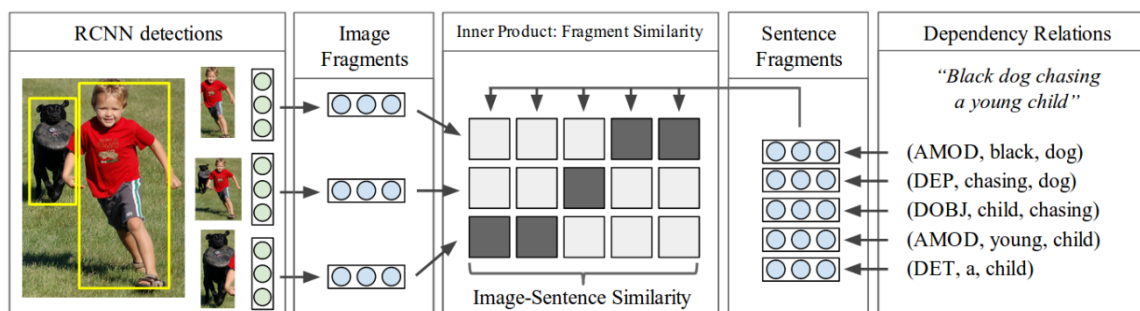 RCNN detections
Image
Fragments
Inner Product: Fragment Similarity
Image-Sentence Similarity
Sentence
Fragments
Dependency Relations
“Black dog chasing
a young child”
(AMOD, black, dog)
(DEP, chasing, dog)
(DOBJ, child, chasing)
(AMOD, young, child)
(DET, a, child)